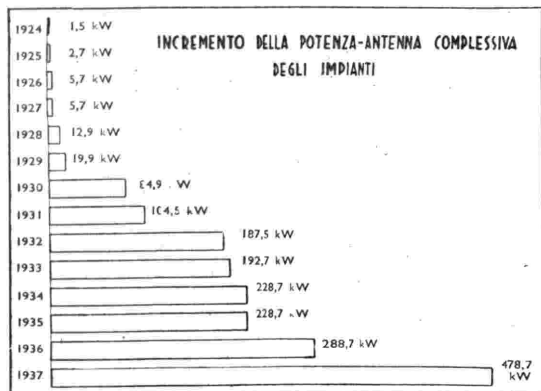 INCREMENTO DELLA POTENZA-ANTENNA COMPLESSIVA
DEGLI IMPIANTI
1924 1,5 kW
1925 2,7 kW
1926 5,7 kW
1927 5,7 kW
1928 12,9 kW
1929 19,9 kW
1930 84,9 W
1931 104,5 kW
1932 187,5 kW
1933 192,7 kW
1934 228,7 kW
1935 228,7 kW
1936 288,7 kW
1937 478,7
kW